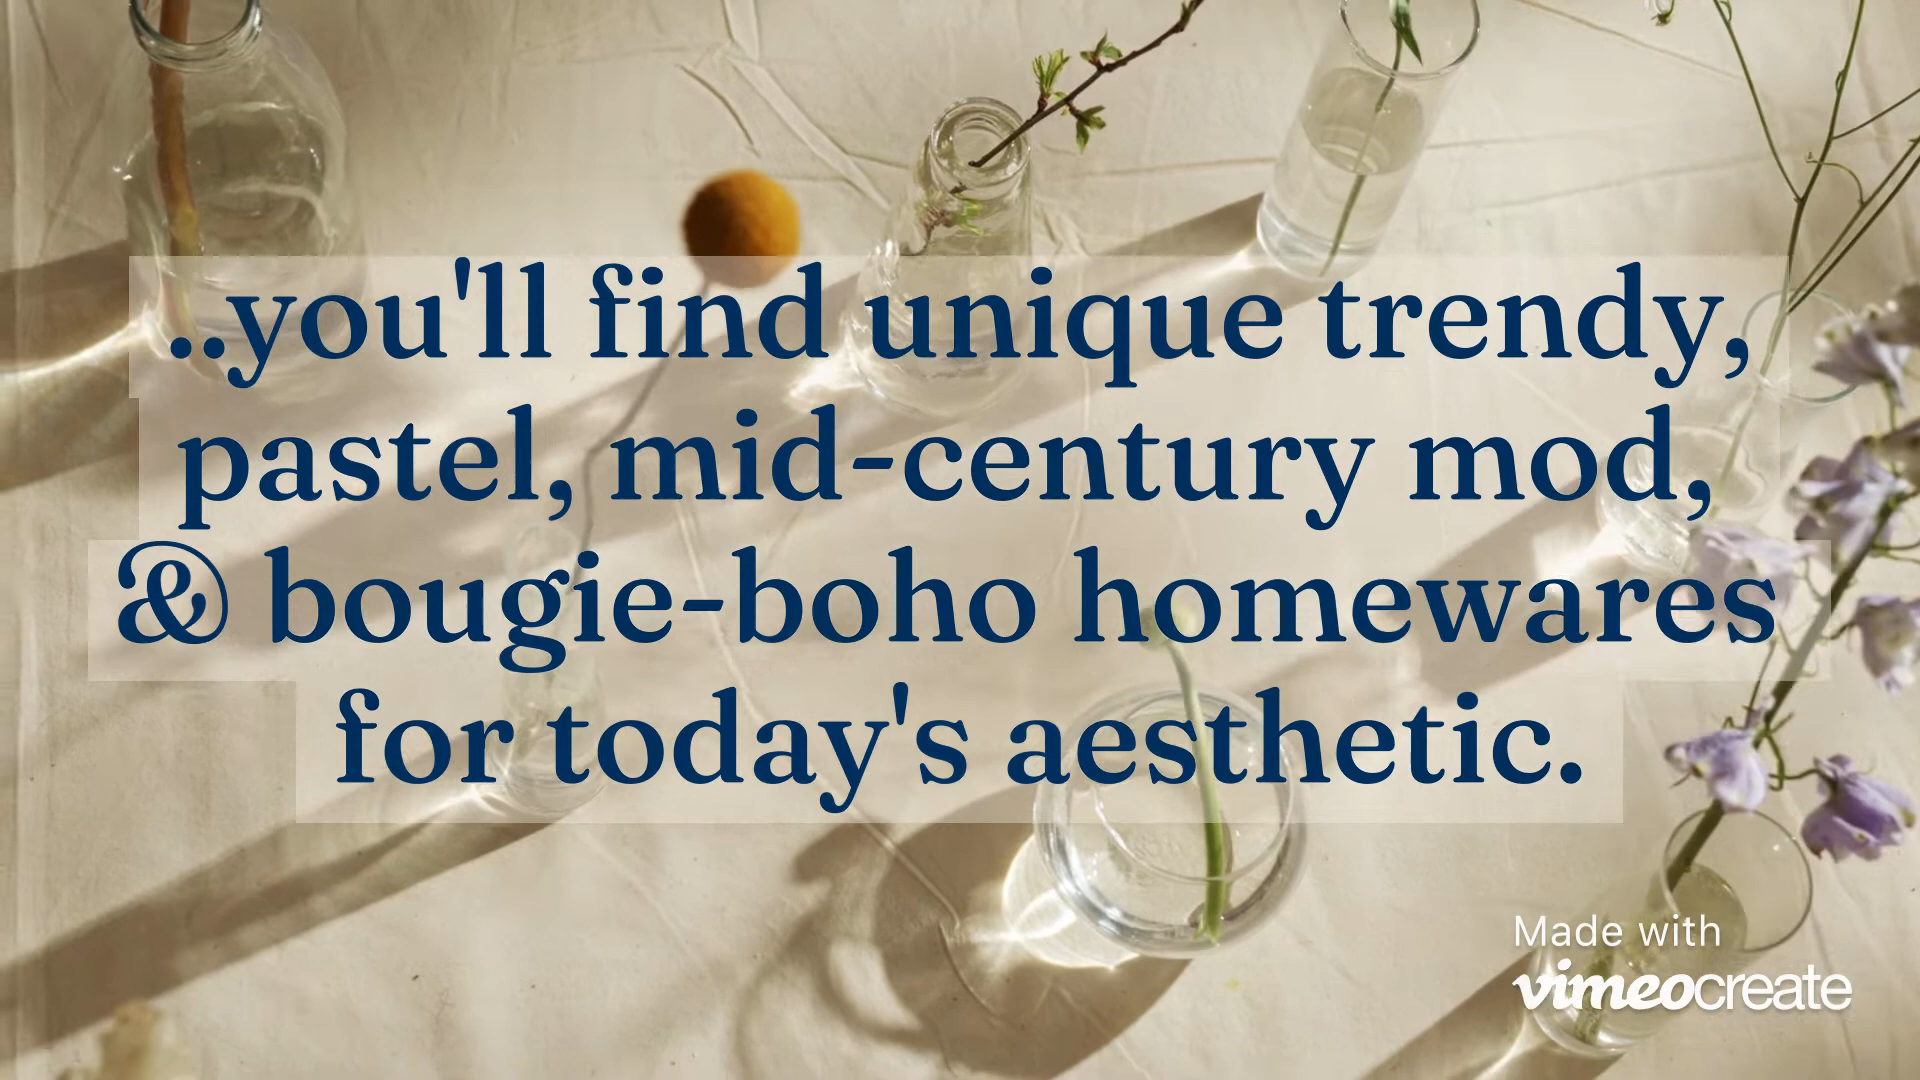 ..you'll find unique trendy,
pastel, mid-century mod,
& bougie-boho homewares
for today's aesthetic.
Made with
vimeocreate